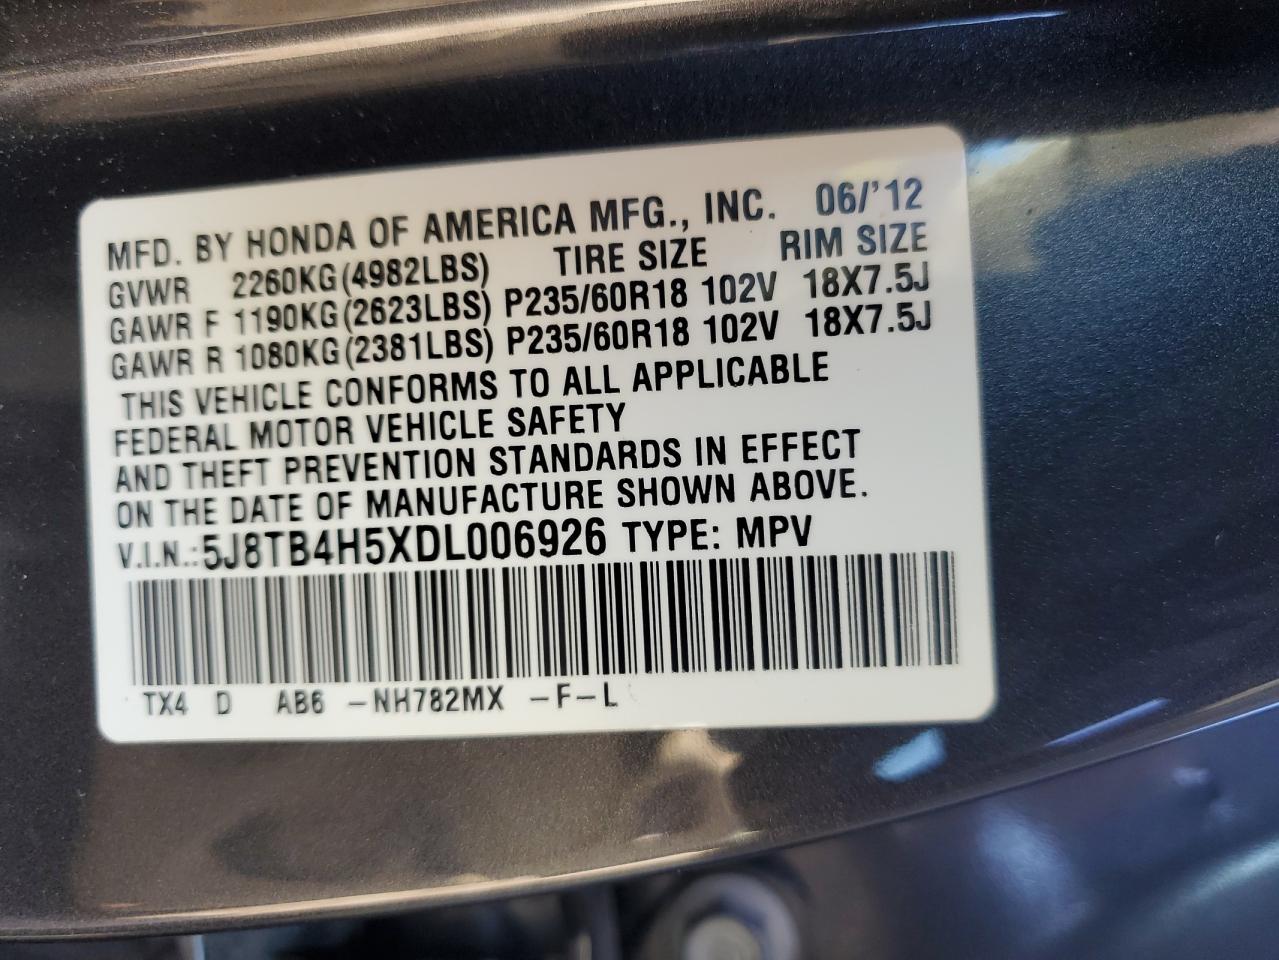 MFD. BY HONDA OF AMERICA MFG., INC. 06/'12
GVWR 2260KG(4982LBS) TIRE SIZE RIM SIZE
GAWR F 1190KG(2623LBS) P235/60R18 102V 18X7.5J
GAWR R 1080KG(2381LBS) P235/60R18 102V 18X7.5J
THIS VEHICLE CONFORMS TO ALL APPLICABLE
FEDERAL MOTOR VEHICLE SAFETY
AND THEFT PREVENTION STANDARDS IN EFFECT
ON THE DATE OF MANUFACTURE SHOWN ABOVE.
V.I.N.:5J8TB4H5XDL006926 TYPE: MPV
TX4 D AB6 -NH782MX -F-L